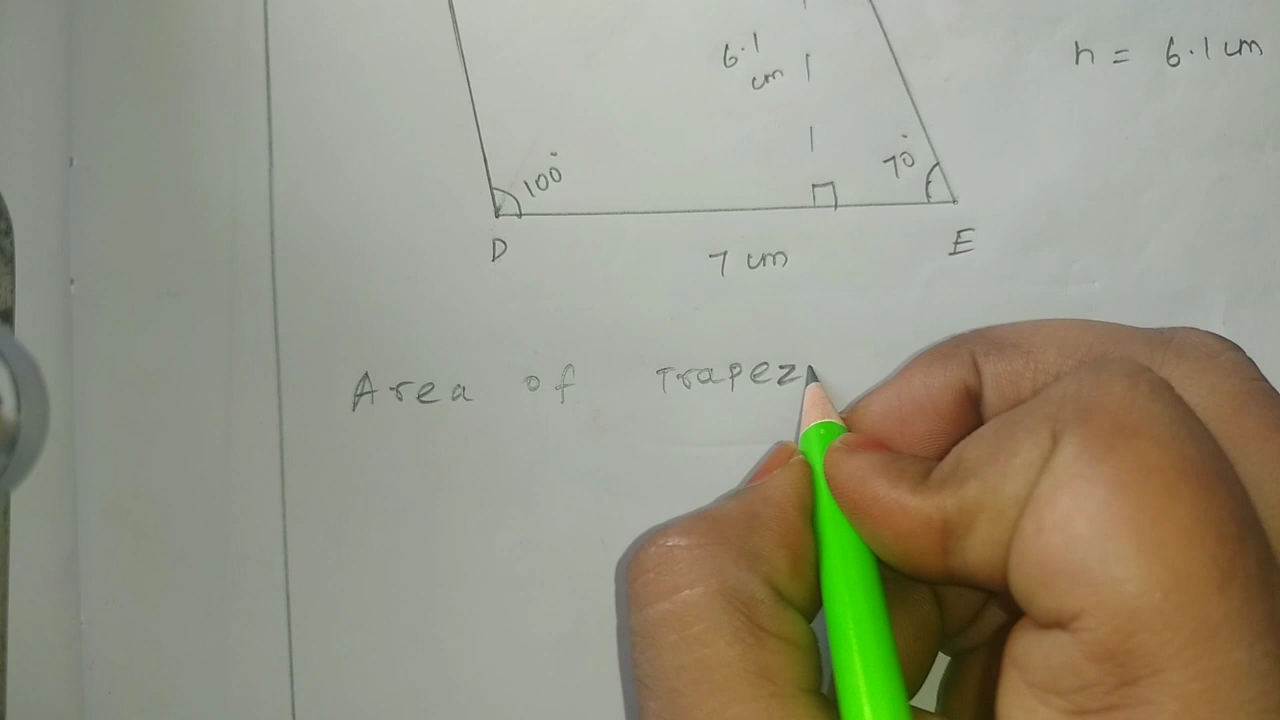 6.1
cm
h = 6.1 cm
100°
70°
D
E
7 cm
Area of Trapez